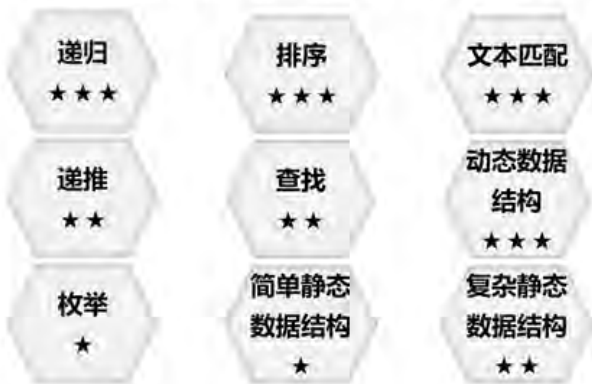 递归
★★★
排序
★★★
文本匹配
★★★
递推
★★
查找
★★
动态数据
结构
★★★
枚举
★
简单静态
数据结构
★
复杂静态
数据结构
★★